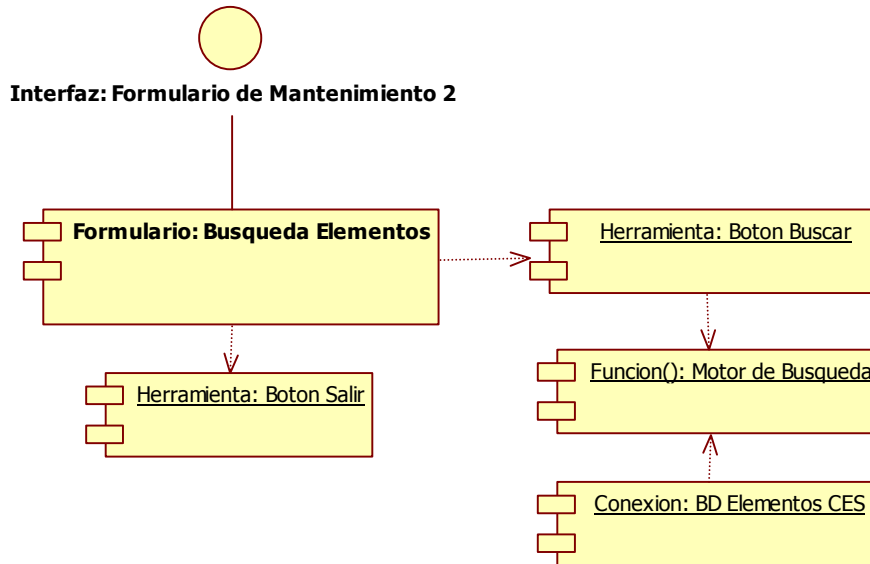 Interfaz: Formulario de Mantenimiento 2
Formulario: Busqueda Elementos
Herramienta: Boton Buscar
Funcion(): Motor de Busqueda
Herramienta: Boton Salir
Conexion: BD Elementos CES